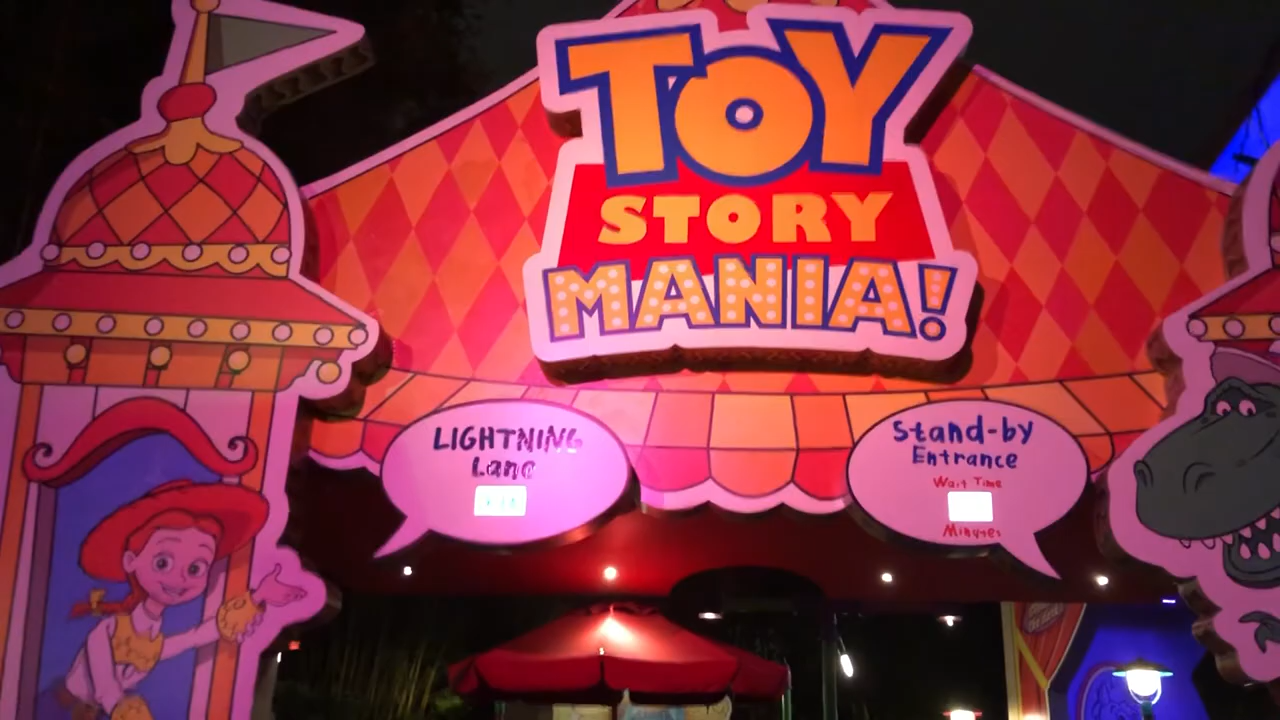 TOY
STORY
MANIA!
LIGHTNING
Lane
Stand-by
Entrance
Wait Time
Minutes